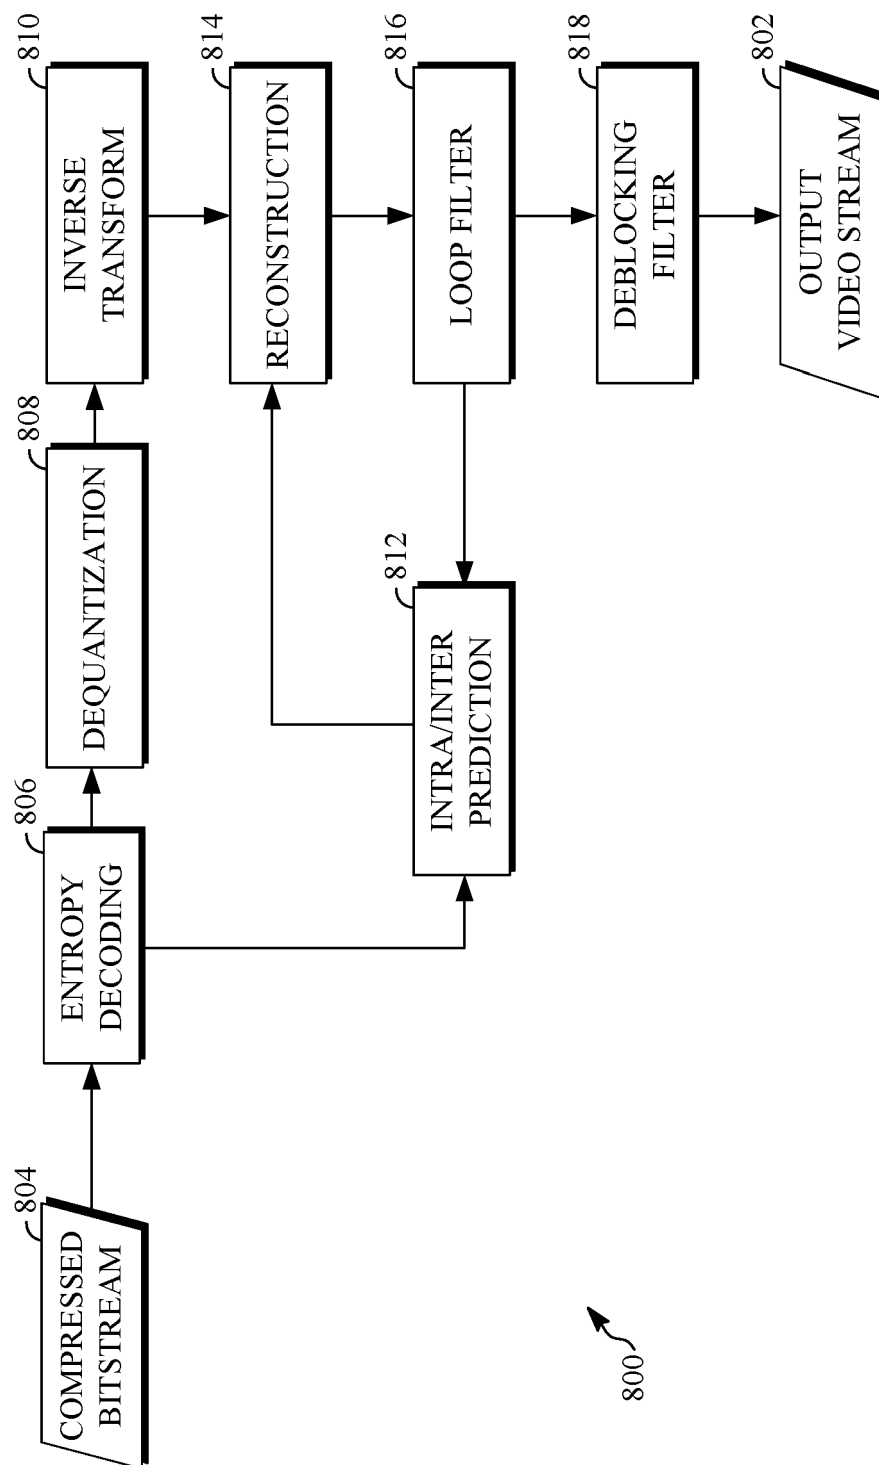 804
COMPRESSED
BITSTREAM
806
ENTROPY
DECODING
808
DEQUANTIZATION
810
INVERSE
TRANSFORM
814
RECONSTRUCTION
812
INTRA/INTER
PREDICTION
816
LOOP FILTER
818
DEBLOCKING
FILTER
802
OUTPUT
VIDEO STREAM
800